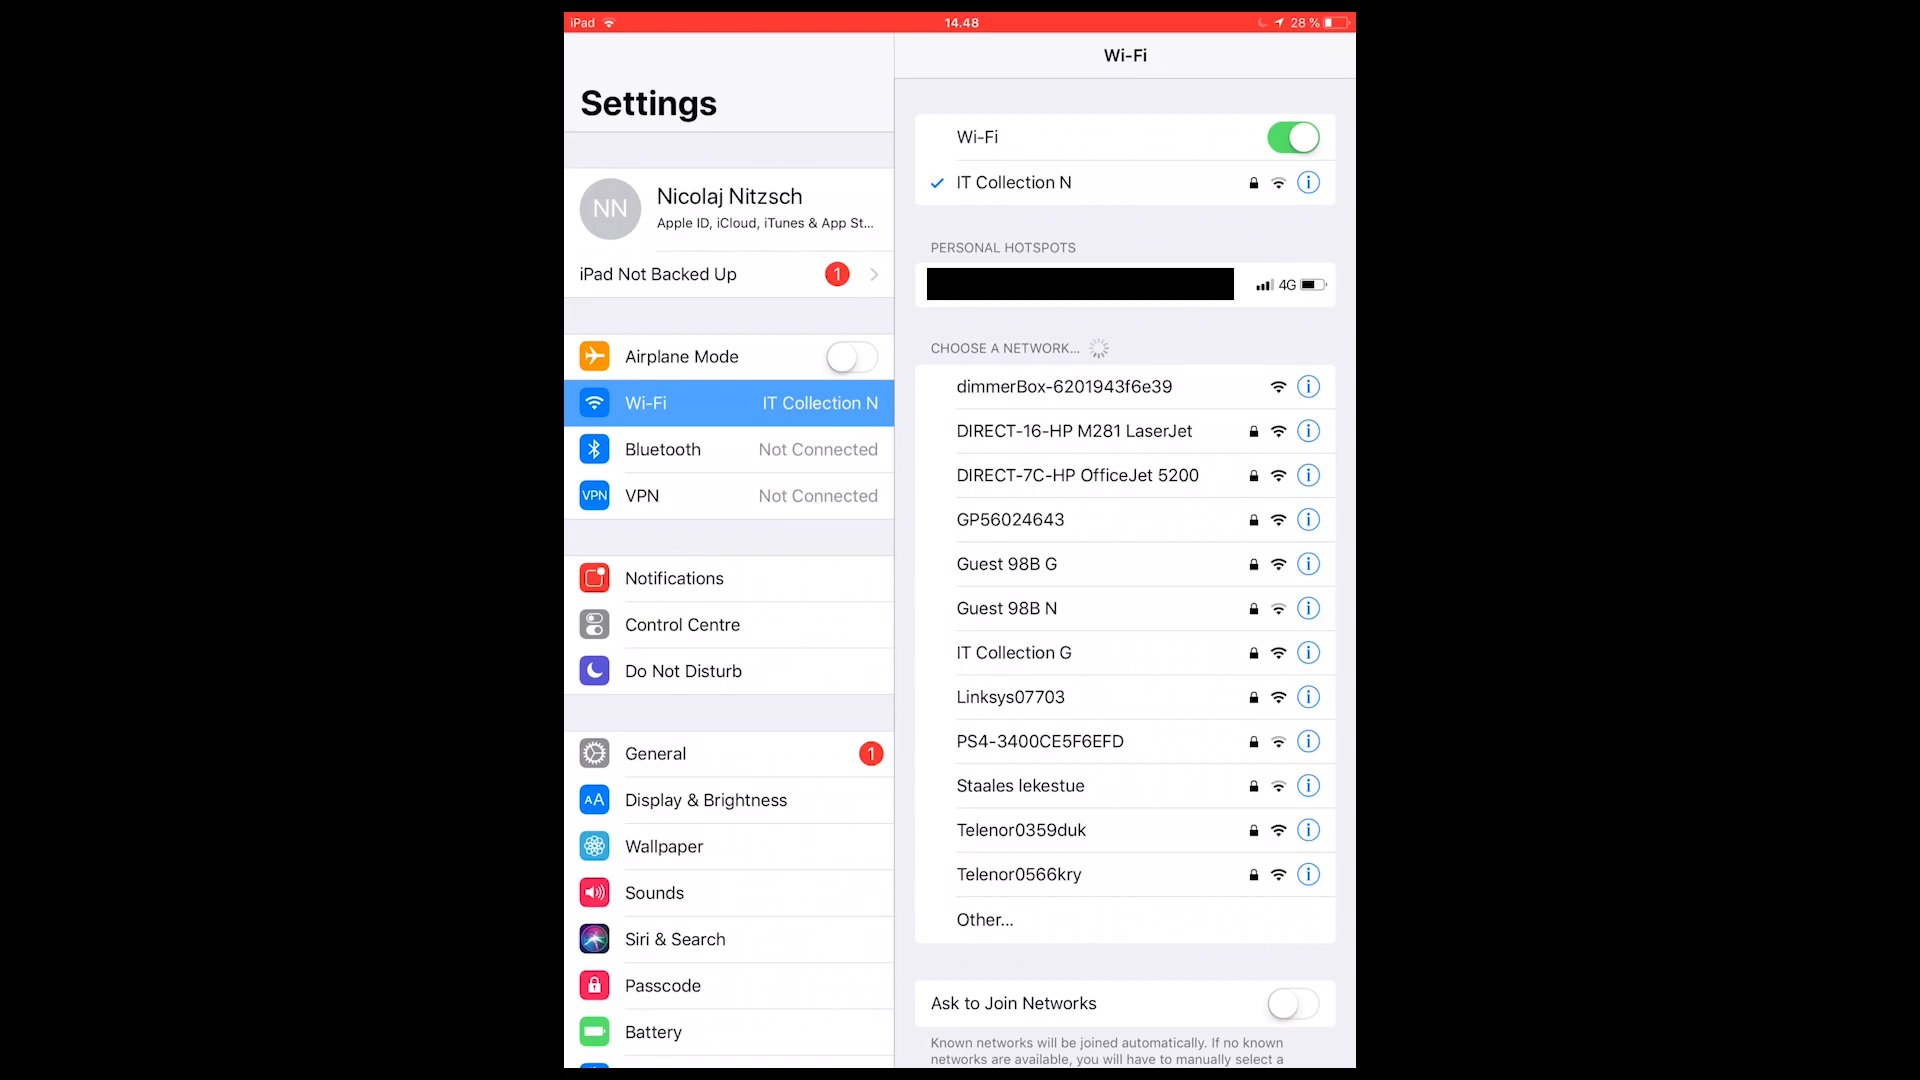 iPad
14.48
28 %
Settings
NN
Nicolaj Nitzsch
Apple ID, iCloud, iTunes & App St...
iPad Not Backed Up
1
Airplane Mode
Wi-Fi
IT Collection N
Bluetooth
Not Connected
VPN
VPN
Not Connected
Notifications
Control Centre
Do Not Disturb
General
1
AA
Display & Brightness
Wallpaper
Sounds
Siri & Search
Passcode
Battery
Wi-Fi
Wi-Fi
IT Collection N
PERSONAL HOTSPOTS
4G
CHOOSE A NETWORK...
dimmerBox-6201943f6e39
DIRECT-16-HP M281 LaserJet
DIRECT-7C-HP OfficeJet 5200
GP56024643
Guest 98B G
Guest 98B N
IT Collection G
Linksys07703
PS4-3400CE5F6EFD
Staales lekestue
Telenor0359duk
Telenor0566kry
Other...
Ask to Join Networks
Known networks will be joined automatically. If no known
networks are available, you will have to manually select a